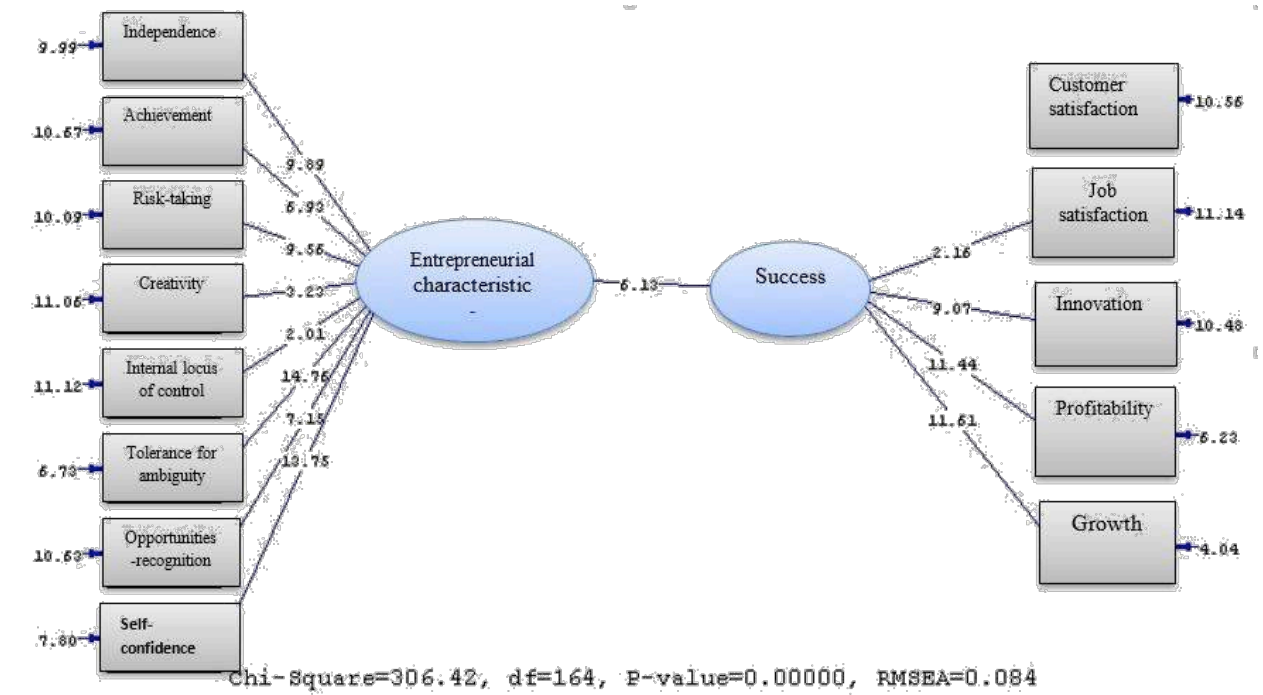 Independence
9.99
Achievement
10.67
Risk-taking
10.09
Creativity
11.06
Internal locus
of control
11.12
Tolerance for
ambiguity
6.73
Opportunities
-recognition
10.63
Self-
confidence
7.80
9.89
6.93
9.56
3.23
2.01
14.76
7.15
13.75
Entrepreneurial
characteristic
-
6.13
Success
2.16
9.07
11.44
11.61
Customer
satisfaction
10.56
Job
satisfaction
11.14
Innovation
10.48
Profitability
6.23
Growth
4.04
Chi-Square=306.42, df=164, P-value=0.00000, RMSEA=0.084